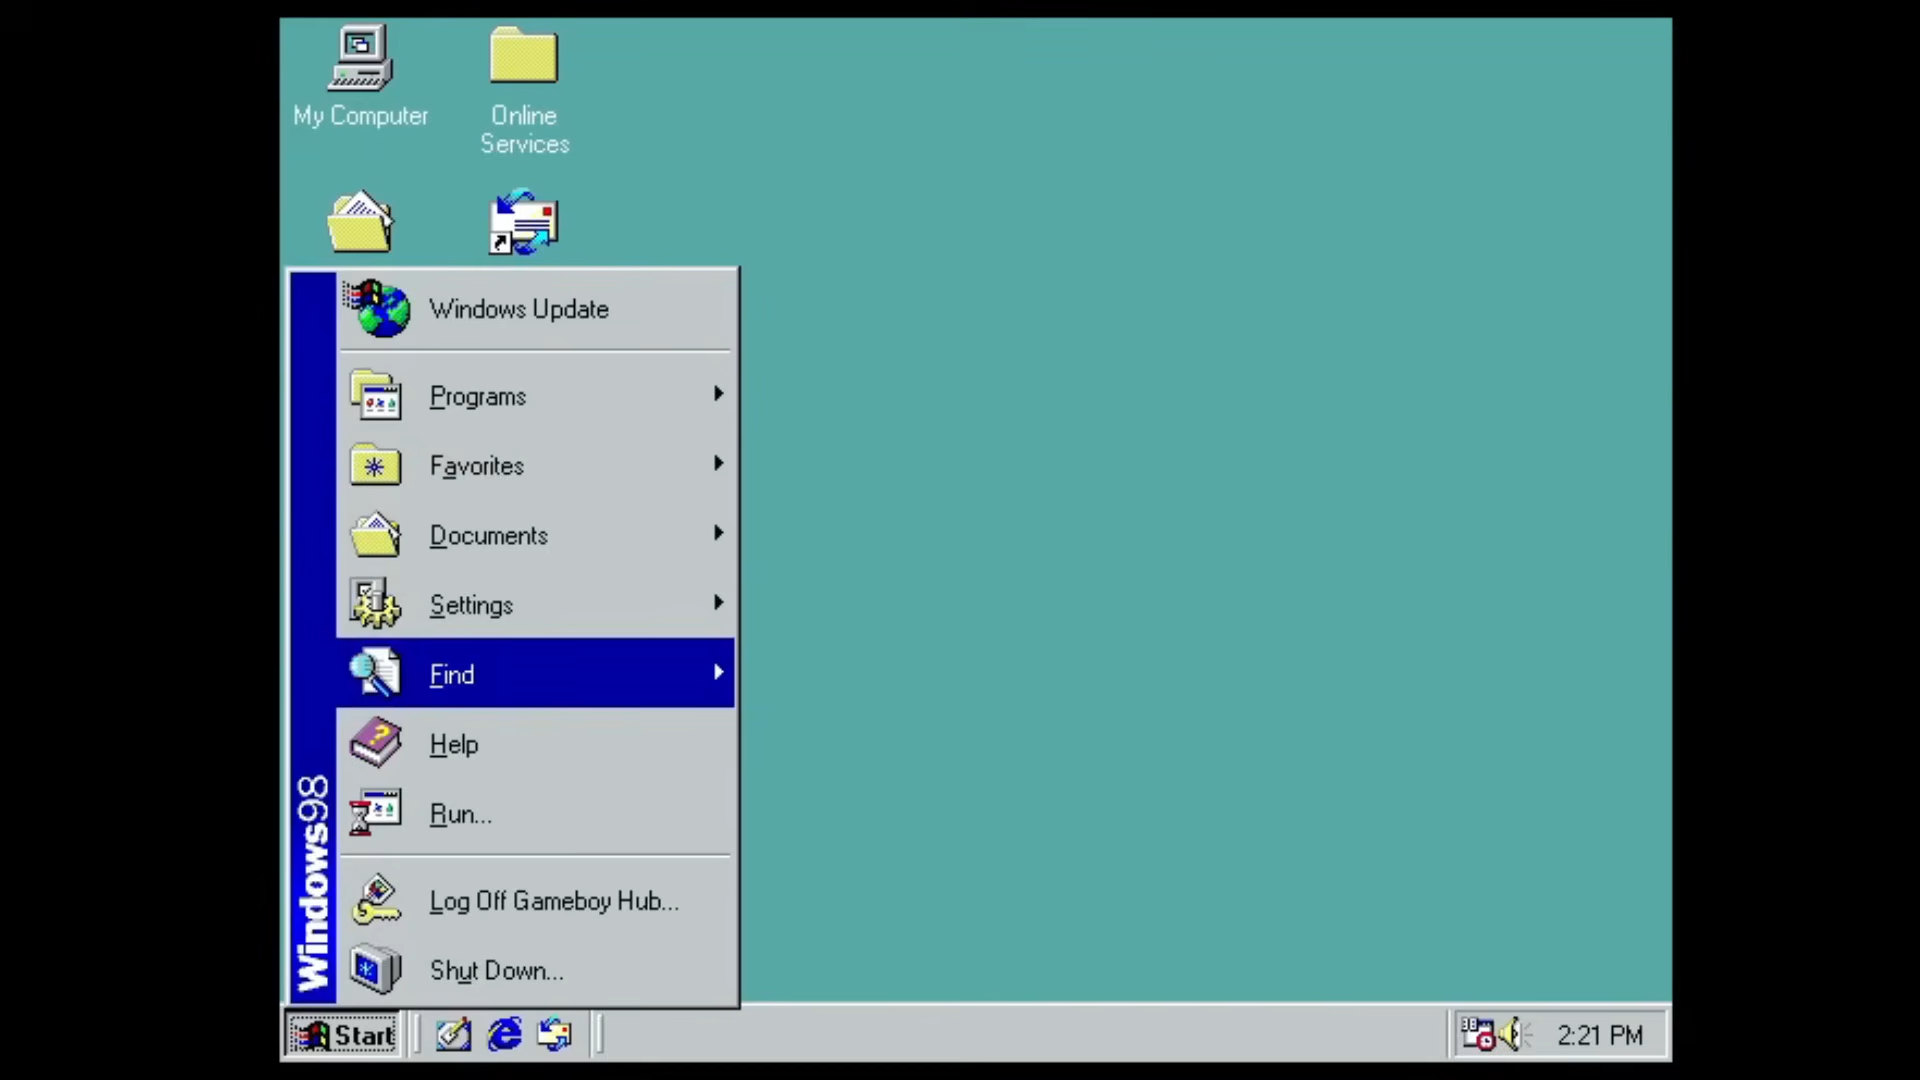 My Computer
Online
Services
Windows Update
Programs
Favorites
Documents
Settings
Find
Help
Run...
Log Off Gameboy Hub...
Shut Down...
Windows98
Start
2:21 PM